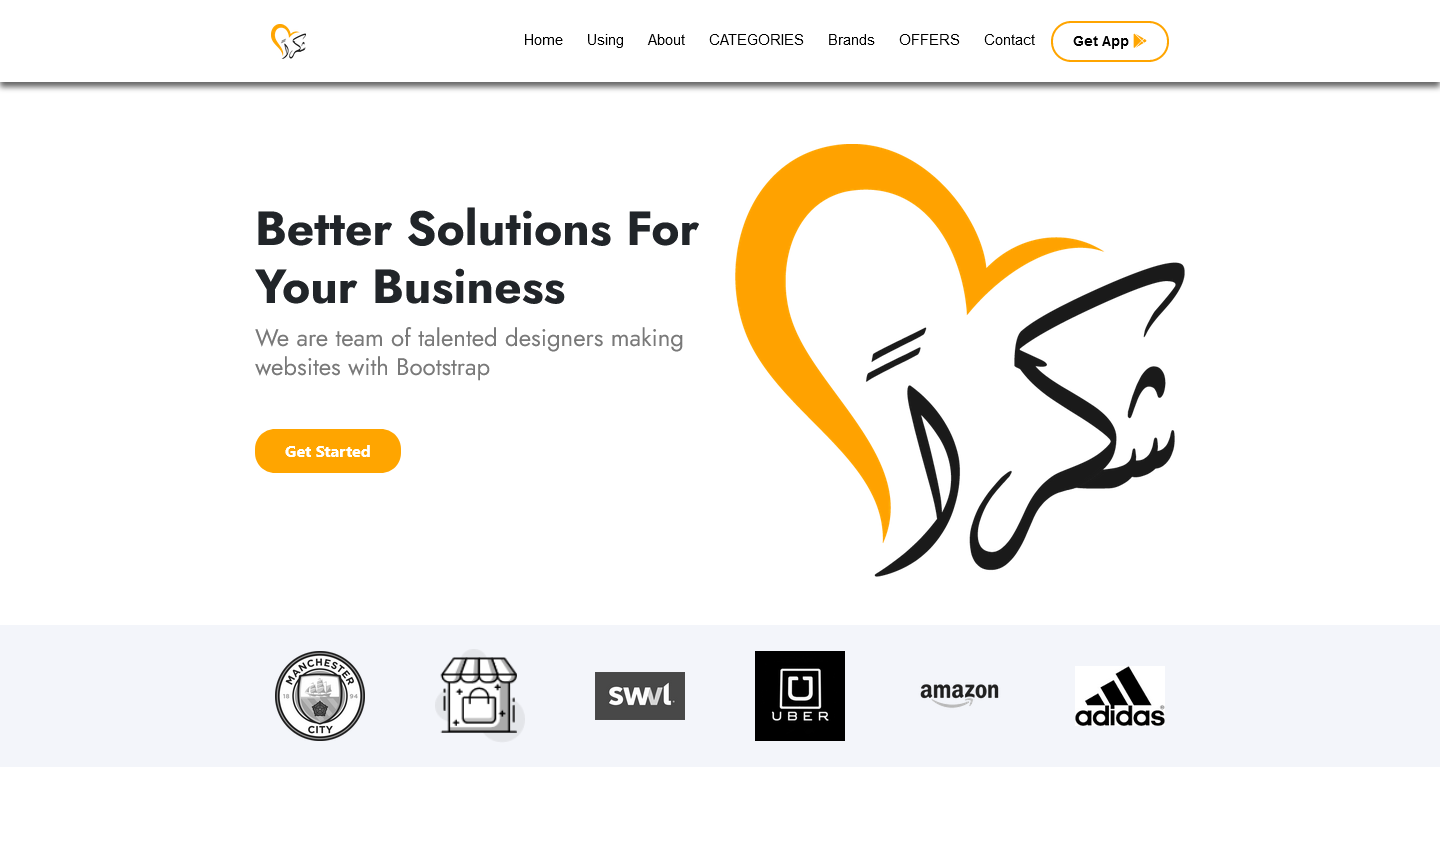 شكراً
Home Using About CATEGORIES Brands OFFERS Contact Get App
Better Solutions For
Your Business
We are team of talented designers making
websites with Bootstrap
Get Started
شكراً
MANCHESTER
18 94
CITY
swvl
UBER
amazon
adidas